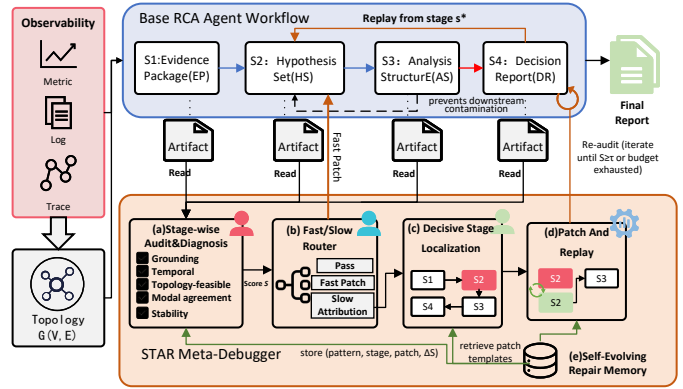 Observability
Metric
Log
Trace
Topology
G(V, E)
Base RCA Agent Workflow
Replay from stage s*
S1:Evidence
Package(EP)
S2: Hypothesis
Set(HS)
S3: Analysis
StructurE(AS)
S4: Decision
Report(DR)
prevents downstream
contamination
Final
Report
Re-audit (iterate
until S≥τ or budget
exhausted)
Artifact
Artifact
Artifact
Artifact
Read
Read
Read
Read
Fast Patch
(a)Stage-wise
Audit&Diagnosis
Grounding
Temporal
Topology-feasible
Modal agreement
Stability
Score S
(b) Fast/Slow
Router
Pass
Fast Patch
Slow
Attribution
(c) Decisive Stage
Localization
S1
S2
S4
S3
(d)Patch And
Replay
S2
S3
S2
STAR Meta-Debugger
store (pattern, stage, patch, ΔS)
retrieve patch
templates
(e)Self-Evolving
Repair Memory